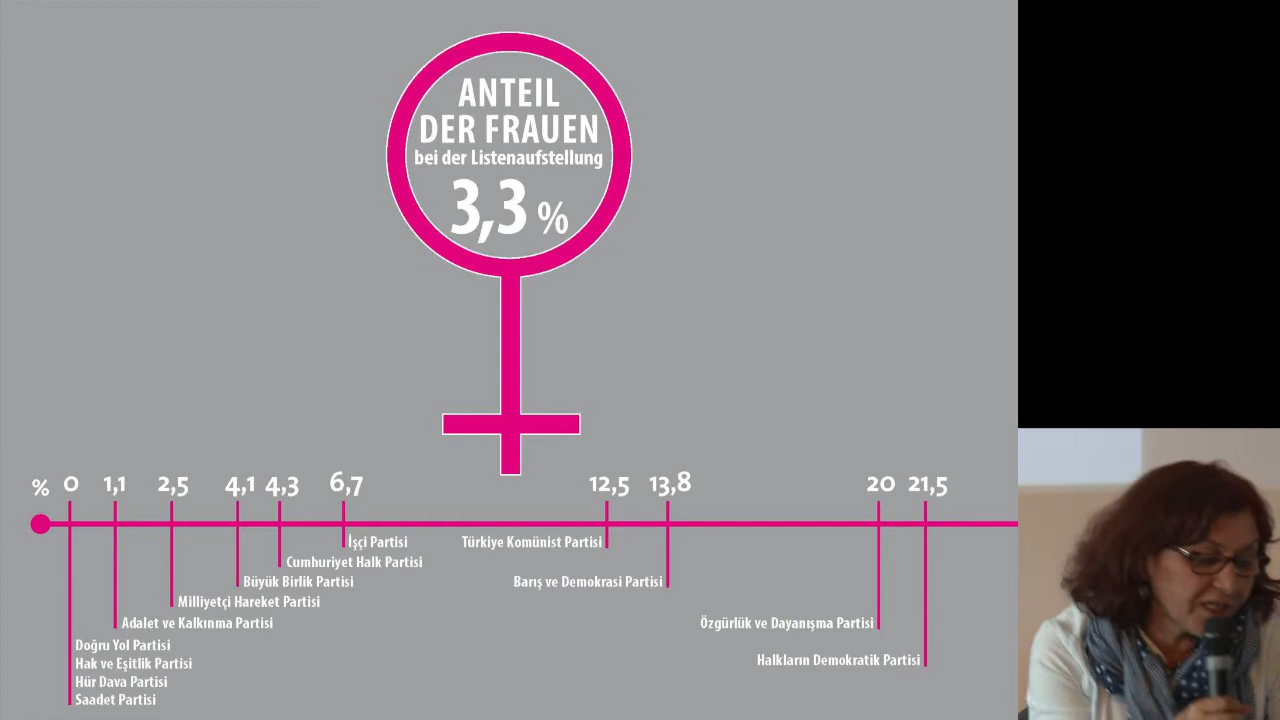 ANTEIL
DER FRAUEN
bei der Listenaufstellung
3,3 %
% 0 1,1 2,5 4,1 4,3 6,7 12,5 13,8 20 21,5
İşçi Partisi
Türkiye Komünist Partisi
Cumhuriyet Halk Partisi
Büyük Birlik Partisi
Barış ve Demokrasi Partisi
Milliyetçi Hareket Partisi
Adalet ve Kalkınma Partisi
Özgürlük ve Dayanışma Partisi
Doğru Yol Partisi
Halkların Demokratik Partisi
Hak ve Eşitlik Partisi
Hür Dava Partisi
Saadet Partisi